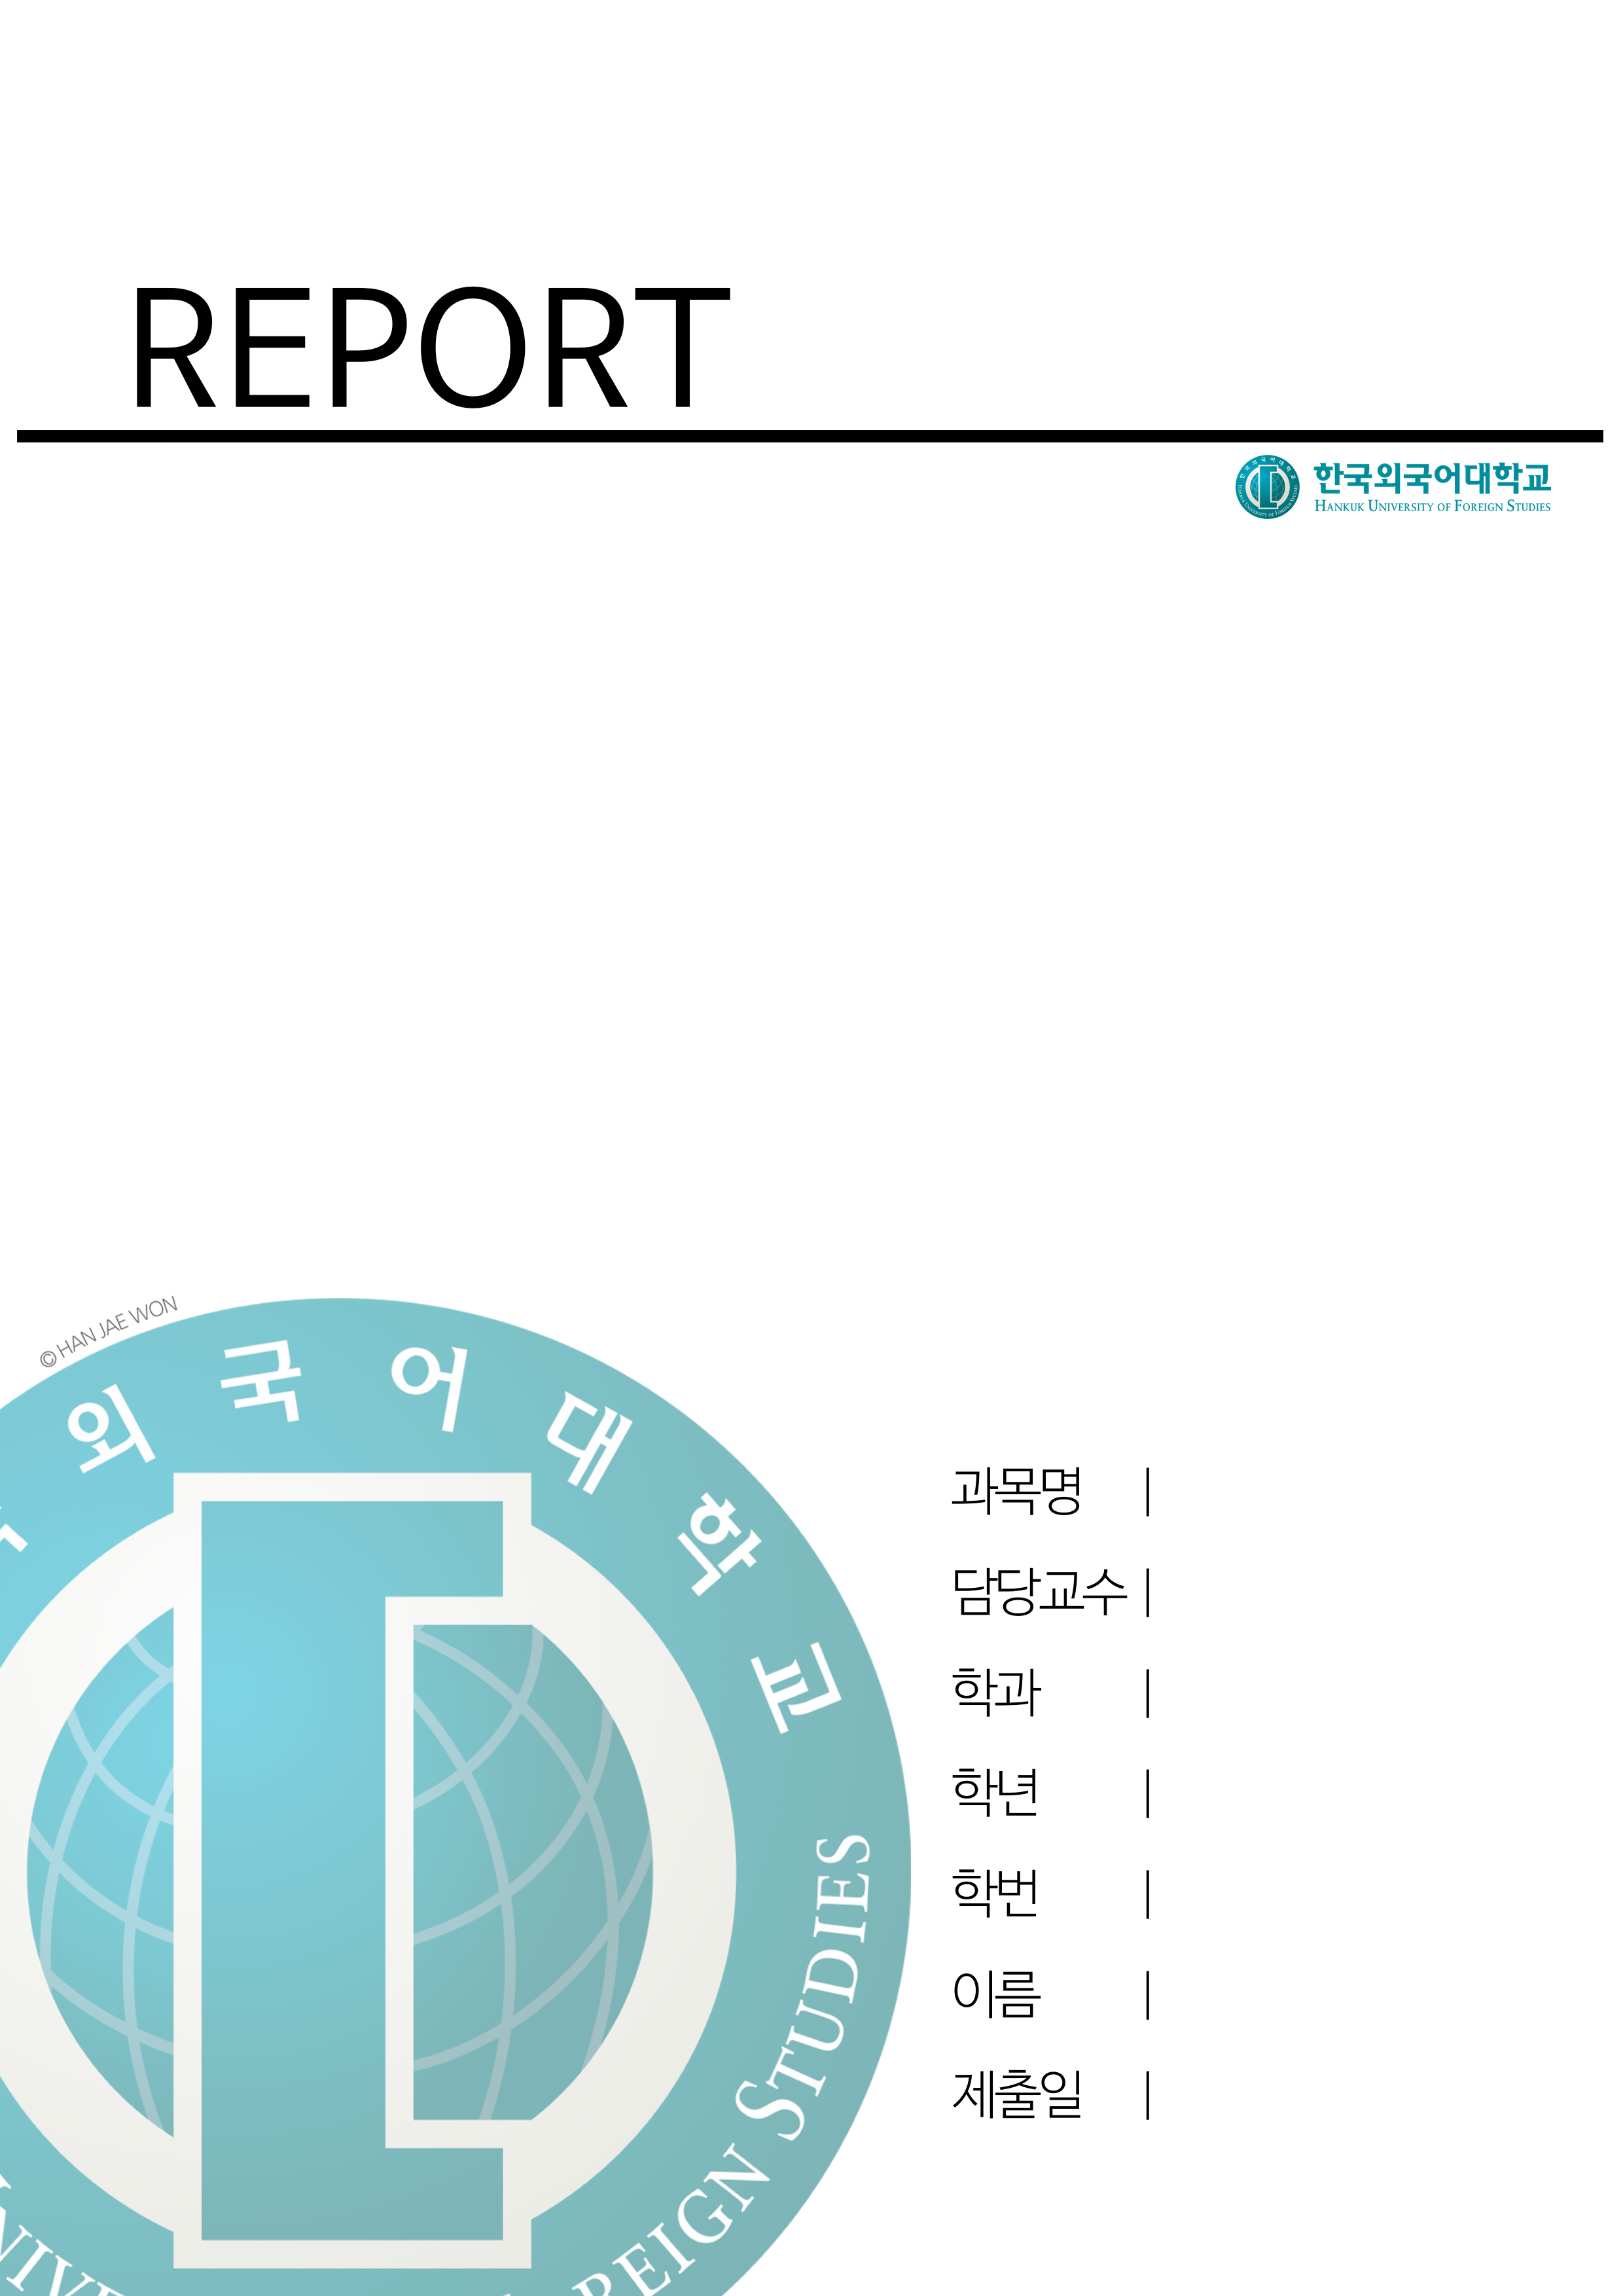 REPORT
한국외국어대학교
HANKUK UNIVERSITY OF FOREIGN STUDIES
© HAN JAE WON
외국어대학교
STUDIES
과목명 |
담당교수 |
학과 |
학년 |
학번 |
이름 |
제출일 |